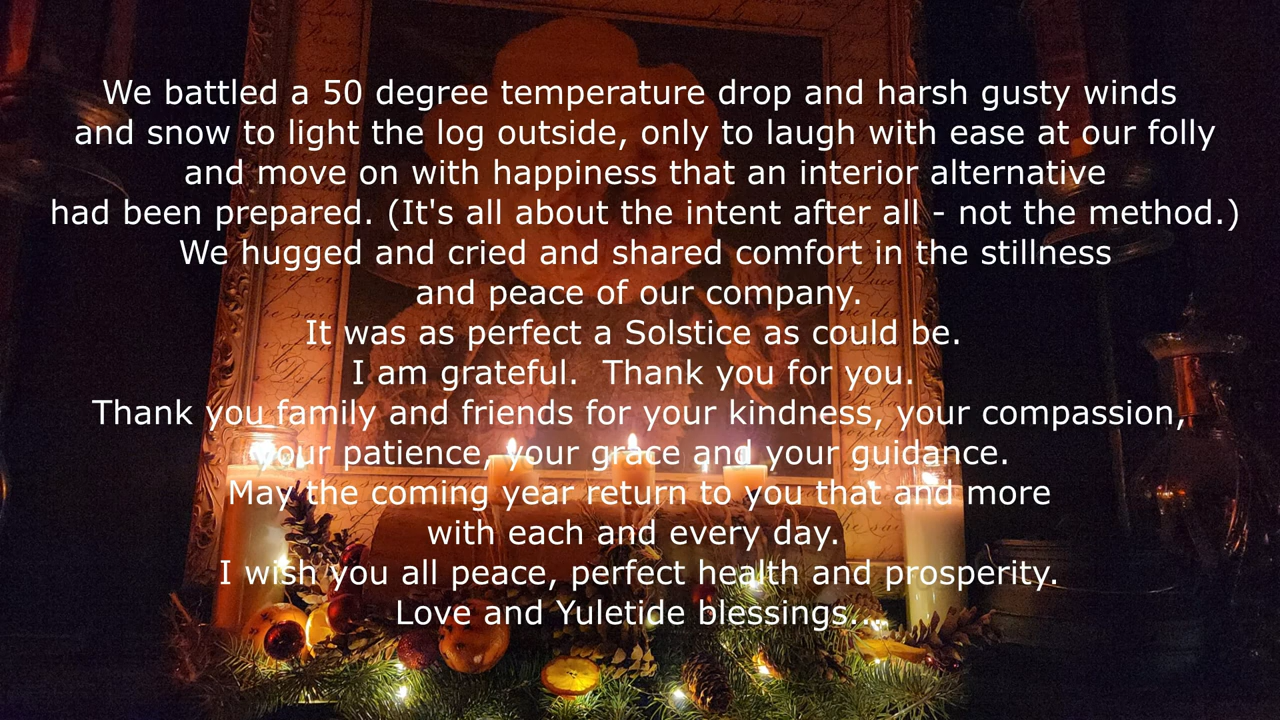 We battled a 50 degree temperature drop and harsh gusty winds
and snow to light the log outside, only to laugh with ease at our folly
and move on with happiness that an interior alternative
had been prepared. (It's all about the intent after all - not the method.)
We hugged and cried and shared comfort in the stillness
and peace of our company.
It was as perfect a Solstice as could be.
I am grateful.  Thank you for you.
Thank you family and friends for your kindness, your compassion,
your patience, your grace and your guidance.
May the coming year return to you that and more
with each and every day.
I wish you all peace, perfect health and prosperity.
Love and Yuletide blessings....